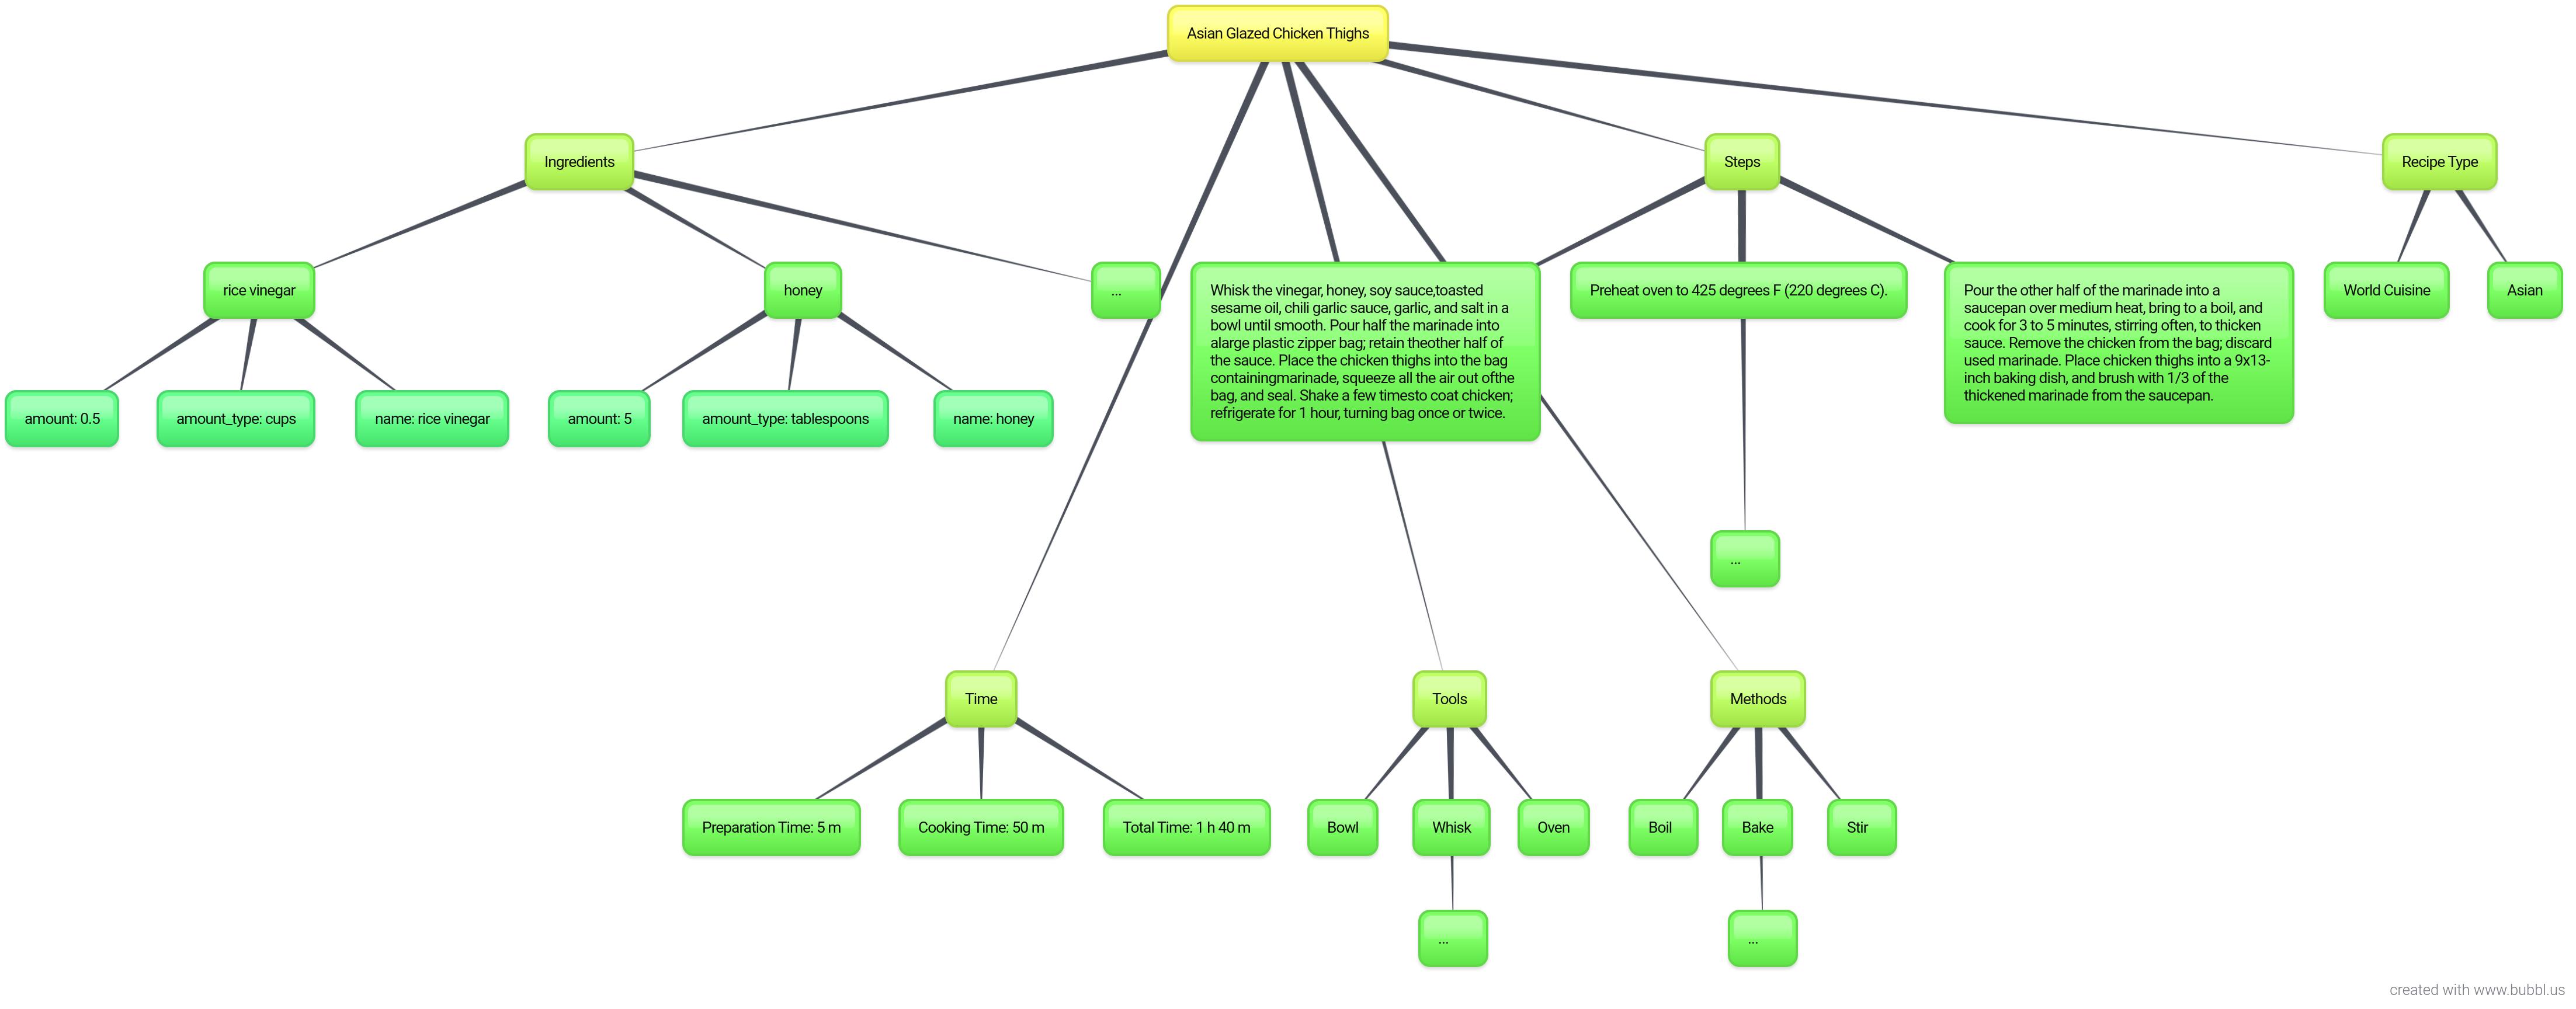 Asian Glazed Chicken Thighs
Ingredients
Steps
Recipe Type
rice vinegar
honey
...
Whisk the vinegar, honey, soy sauce,toasted
sesame oil, chili garlic sauce, garlic, and salt in a
bowl until smooth. Pour half the marinade into
alarge plastic zipper bag; retain theother half of
the sauce. Place the chicken thighs into the bag
containingmarinade, squeeze all the air out ofthe
bag, and seal. Shake a few timesto coat chicken;
refrigerate for 1 hour, turning bag once or twice.
Preheat oven to 425 degrees F (220 degrees C).
Pour the other half of the marinade into a
saucepan over medium heat, bring to a boil, and
cook for 3 to 5 minutes, stirring often, to thicken
sauce. Remove the chicken from the bag; discard
used marinade. Place chicken thighs into a 9x13-
inch baking dish, and brush with 1/3 of the
thickened marinade from the saucepan.
World Cuisine
Asian
amount: 0.5
amount_type: cups
name: rice vinegar
amount: 5
amount_type: tablespoons
name: honey
...
Time
Tools
Methods
Preparation Time: 5 m
Cooking Time: 50 m
Total Time: 1 h 40 m
Bowl
Whisk
Oven
Boil
Bake
Stir
...
...
created with www.bubbl.us